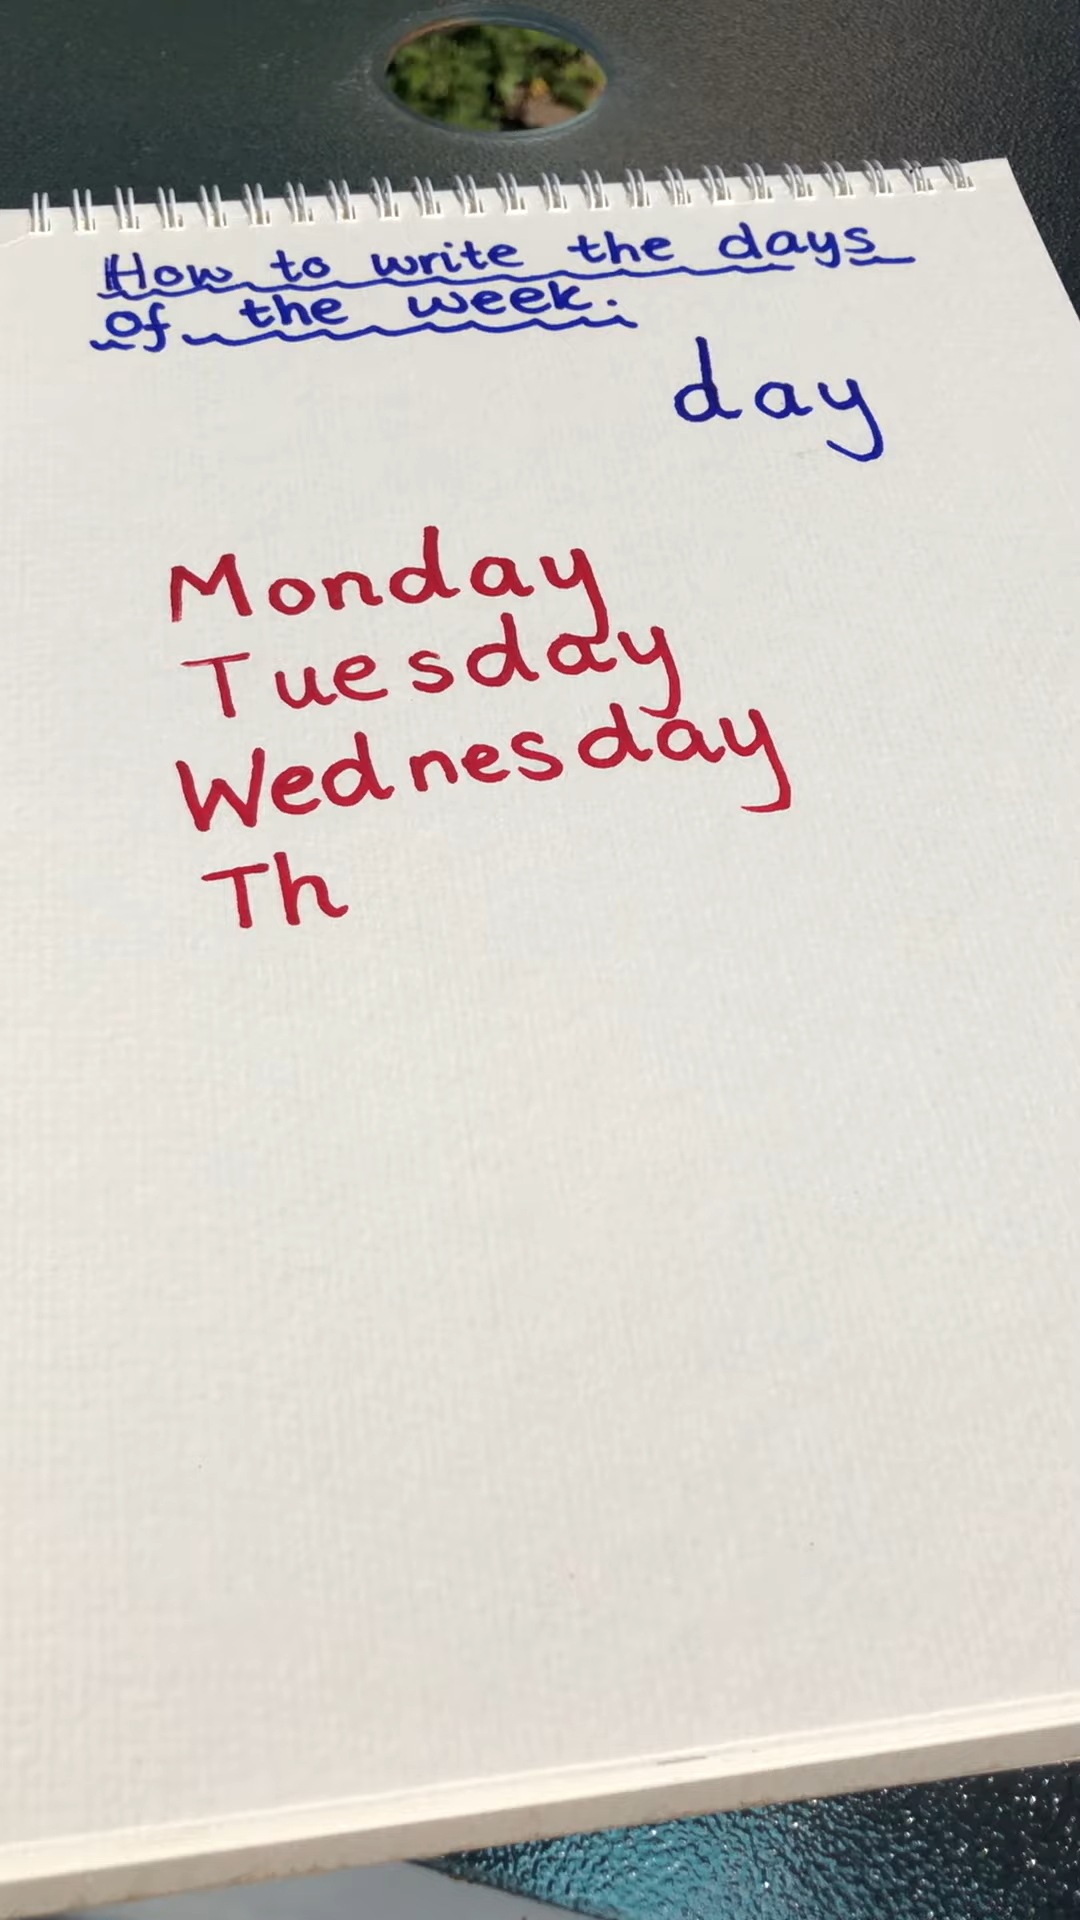 How to write the days
of the week.
day
Monday
Tuesday
Wednesday
Th